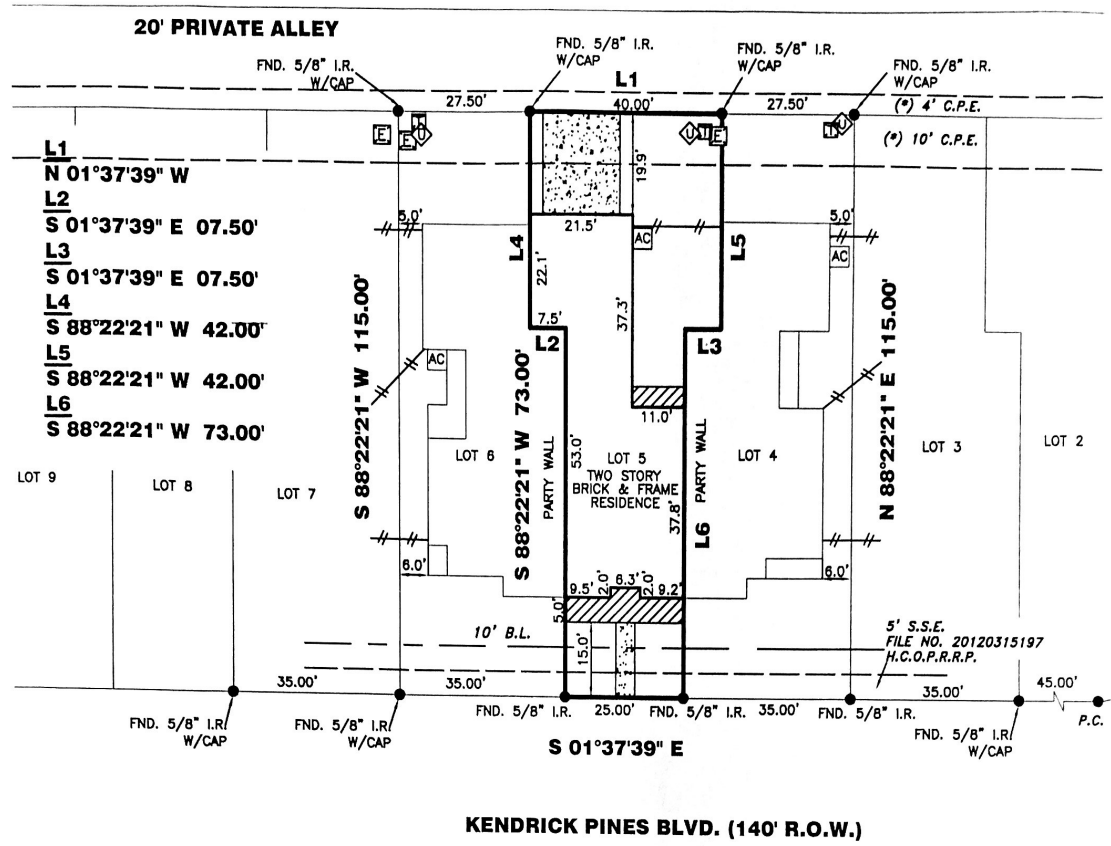 20' PRIVATE ALLEY
FND. 5/8" I.R.
W/CAP
FND. 5/8" I.R.
W/CAP
FND. 5/8" I.R.
W/CAP
FND. 5/8" I.R.
W/CAP
L1
27.50'
40.00'
27.50'
(*) 4' C.P.E.
(*) 10' C.P.E.
E
E
T
U
U
T
E
T
U
L1
N 01°37'39" W
L2
S 01°37'39" E 07.50'
L3
S 01°37'39" E 07.50'
L4
S 88°22'21" W 42.00'
L5
S 88°22'21" W 42.00'
L6
S 88°22'21" W 73.00'
19.9'
5.0'
21.5'
5.0'
AC
AC
L4
L5
22.1'
37.3'
7.5'
L2
L3
S 88°22'21" W 115.00'
N 88°22'21" E 115.00'
AC
S 88°22'21" W 73.00'
11.0'
PARTY WALL
53.0'
PARTY WALL
LOT 9
LOT 8
LOT 7
LOT 6
LOT 5
TWO STORY
BRICK & FRAME
RESIDENCE
LOT 4
LOT 3
LOT 2
37.8'
L6
6.0'
6.0'
9.5'
2.0'
6.3'
2.0'
9.2'
5.0'
10' B.L.
15.0'
5' S.S.E.
FILE NO. 20120315197
H.C.O.P.R.R.P.
35.00'
35.00'
25.00'
35.00'
35.00'
45.00'
FND. 5/8" I.R.
W/CAP
FND. 5/8" I.R.
W/CAP
FND. 5/8" I.R.
FND. 5/8" I.R.
FND. 5/8" I.R.
FND. 5/8" I.R.
W/CAP
P.C.
S 01°37'39" E
KENDRICK PINES BLVD. (140' R.O.W.)